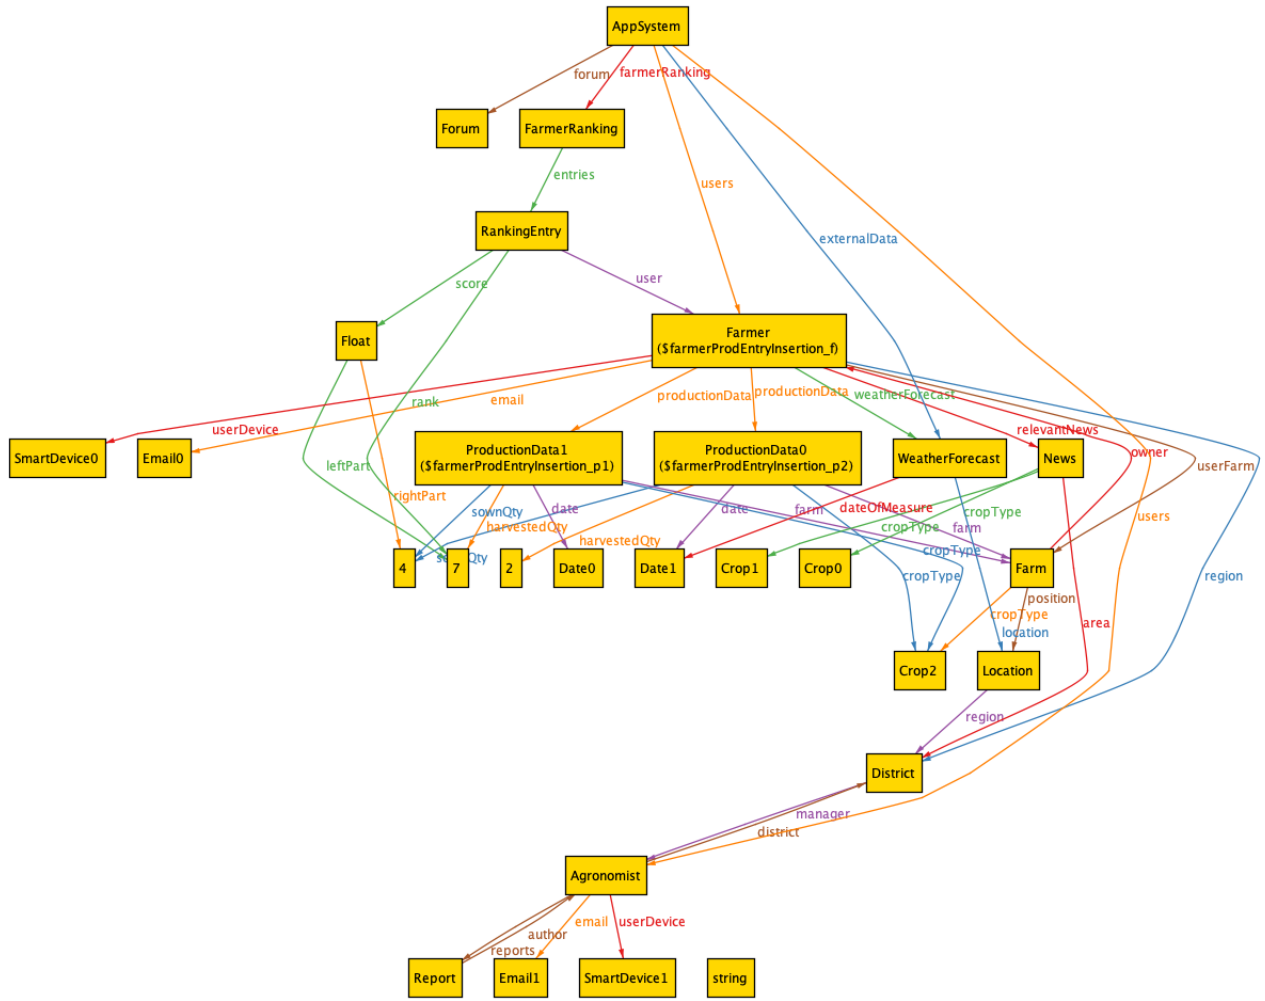 AppSystem
forum
farmerRanking
Forum
FarmerRanking
users
entries
externalData
RankingEntry
user
score
Float
Farmer
($farmerProdEntryInsertion_f)
rank
email
productionData
productionData
weatherForecast
userDevice
relevantNews
owner
userFarm
SmartDevice0
Email0
ProductionData1
($farmerProdEntryInsertion_p1)
ProductionData0
($farmerProdEntryInsertion_p2)
WeatherForecast
News
leftPart
rightPart
sownQty
date
harvestedQty
date
dateOfMeasure
farm
cropType
cropType
farm
users
harvestedQty
cropType
sownQty
4
7
2
Date0
Date1
Crop1
Crop0
Farm
cropType
region
position
cropType
location
area
Crop2
Location
region
District
manager
district
Agronomist
email
userDevice
author
reports
Report
Email1
SmartDevice1
string